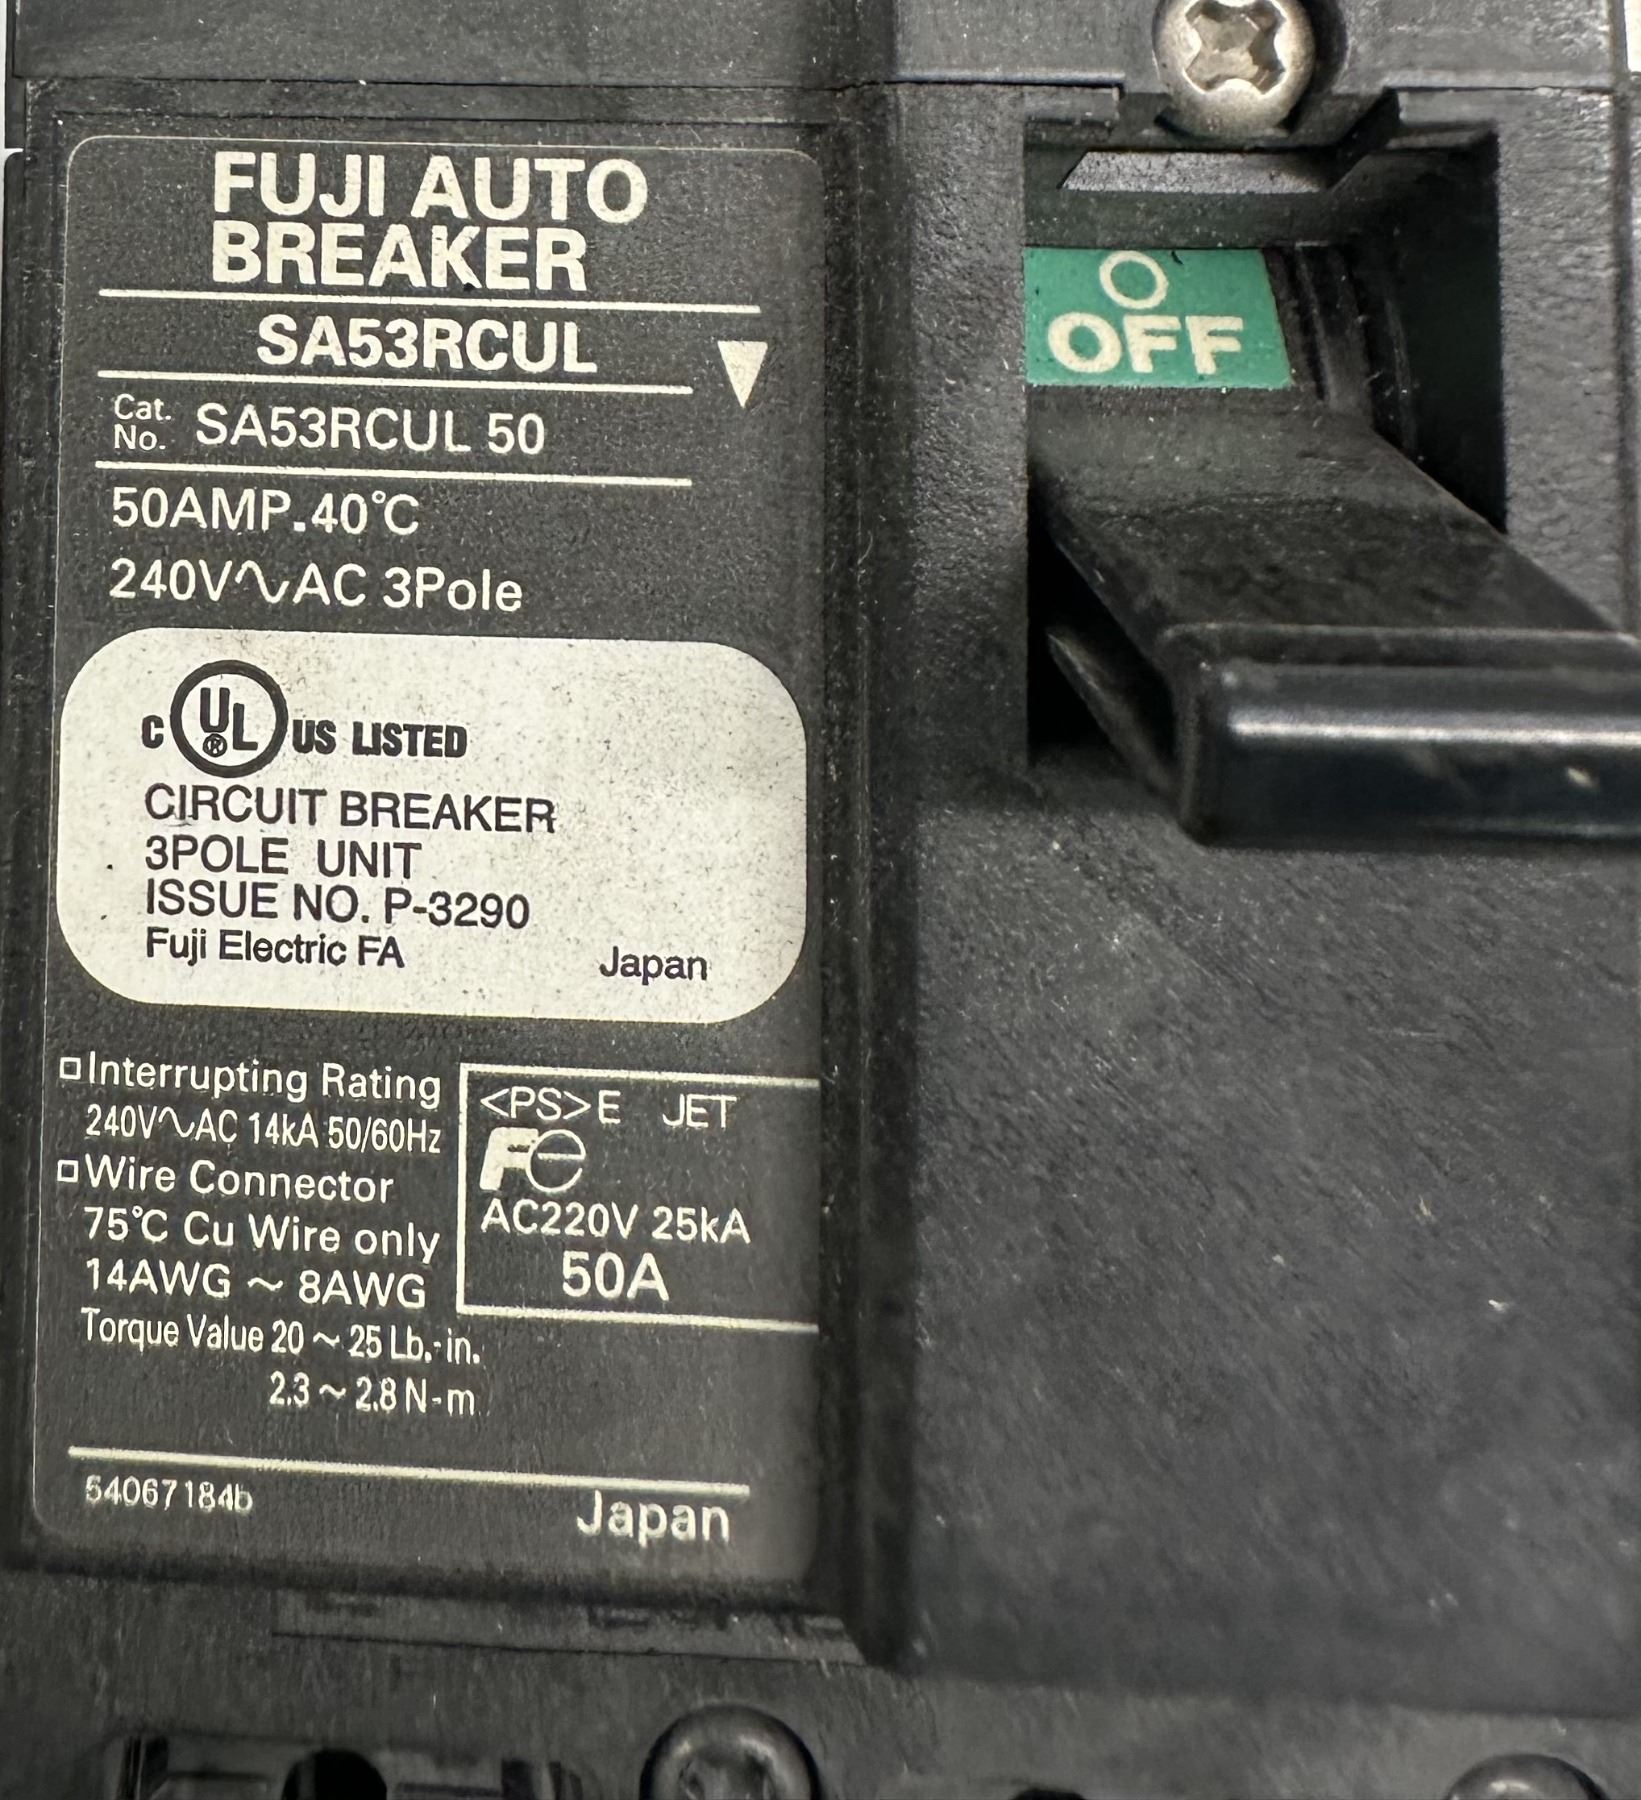 FUJI AUTO
BREAKER
SA53RCUL
Cat. No. SA53RCUL 50
50AMP.40℃
240V∿AC 3Pole
C UL ® US LISTED
CIRCUIT BREAKER
3POLE UNIT
ISSUE NO. P-3290
Fuji Electric FA Japan
Interrupting Rating
240V∿AC 14kA 50/60Hz
Wire Connector
75℃ Cu Wire only
14AWG ~ 8AWG
Torque Value 20 ~ 25 Lb.-in.
2.3 ~ 2.8 N-m
<PS>E JET
Fe
AC220V 25kA
50A
54067184b
Japan
O
OFF